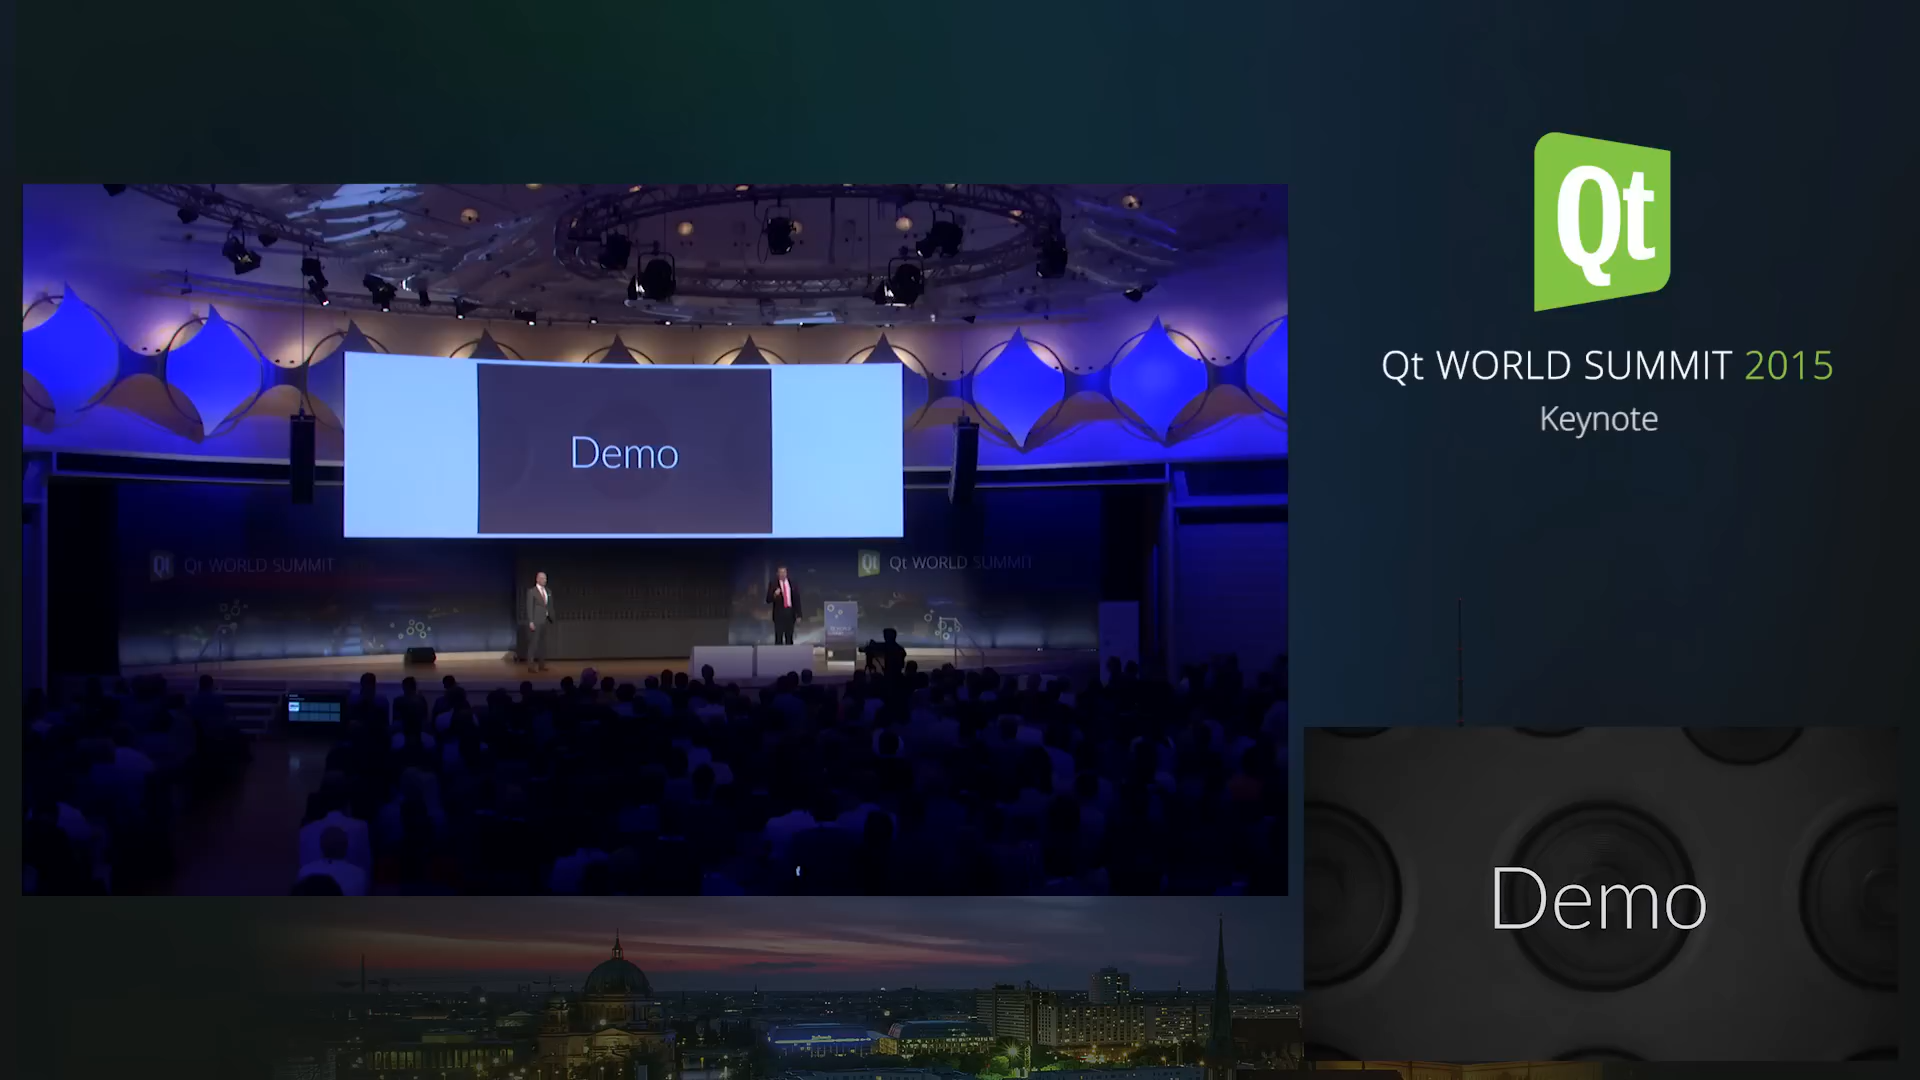 Qt
Qt WORLD SUMMIT 2015
Keynote
Demo
Qt WORLD SUMMIT
Qt WORLD SUMMIT
Demo